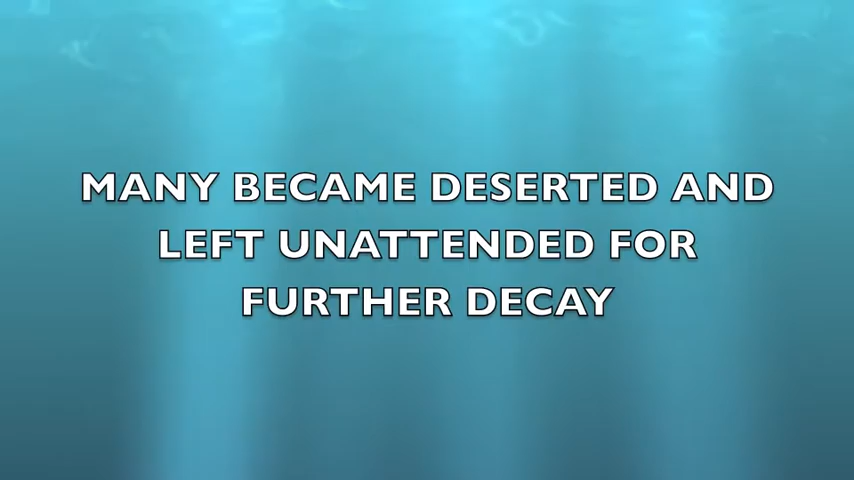 MANY BECAME DESERTED AND
LEFT UNATTENDED FOR
FURTHER DECAY